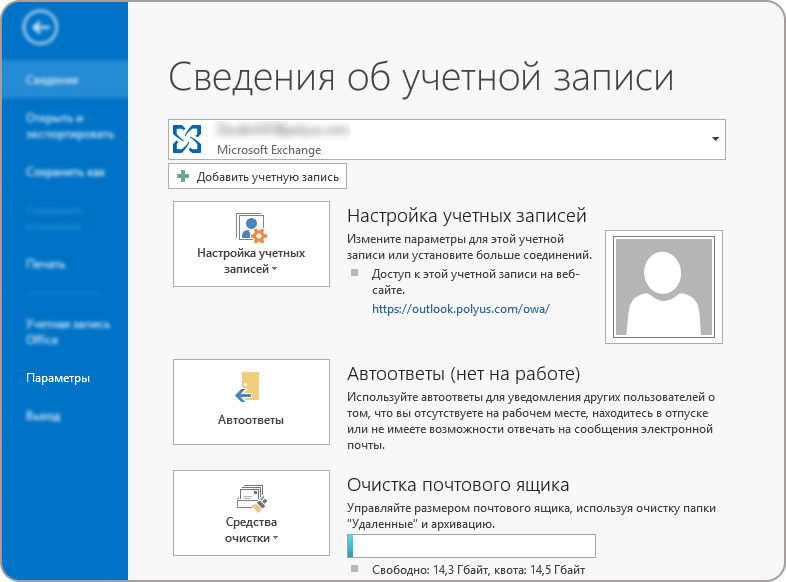 Сведения об учетной записи
Сведения
Открыть и
экспортировать
Сохранить как
Печать
Учетная запись
Office
Параметры
Выход
Microsoft Exchange
Добавить учетную запись
Настройка учетных
записей
Настройка учетных записей
Измените параметры для этой учетной
записи или установите больше соединений.
Доступ к этой учетной записи на веб-
сайте.
https://outlook.polyus.com/owa/
Автоответы
Автоответы (нет на работе)
Используйте автоответы для уведомления других пользователей о
том, что вы отсутствуете на рабочем месте, находитесь в отпуске
или не имеете возможности отвечать на сообщения электронной
почты.
Средства
очистки
Очистка почтового ящика
Управляйте размером почтового ящика, используя очистку папки
"Удаленные" и архивацию.
Свободно: 14,3 Гбайт, квота: 14,5 Гбайт